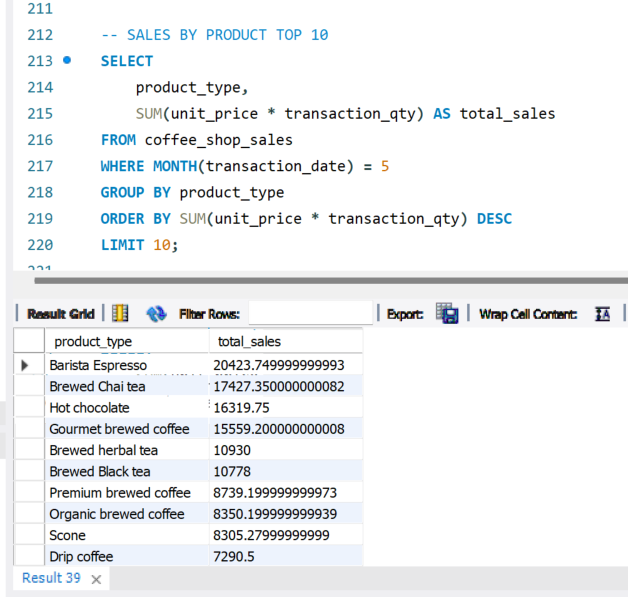 211
212 -- SALES BY PRODUCT TOP 10
213 SELECT
214 product_type,
215 SUM(unit_price * transaction_qty) AS total_sales
216 FROM coffee_shop_sales
217 WHERE MONTH(transaction_date) = 5
218 GROUP BY product_type
219 ORDER BY SUM(unit_price * transaction_qty) DESC
220 LIMIT 10;
221
Result Grid Filter Rows: Export: Wrap Cell Content:
product_type total_sales
Barista Espresso 20423.749999999993
Brewed Chai tea 17427.350000000082
Hot chocolate 16319.75
Gourmet brewed coffee 15559.200000000008
Brewed herbal tea 10930
Brewed Black tea 10778
Premium brewed coffee 8739.199999999973
Organic brewed coffee 8350.199999999939
Scone 8305.27999999999
Drip coffee 7290.5
Result 39